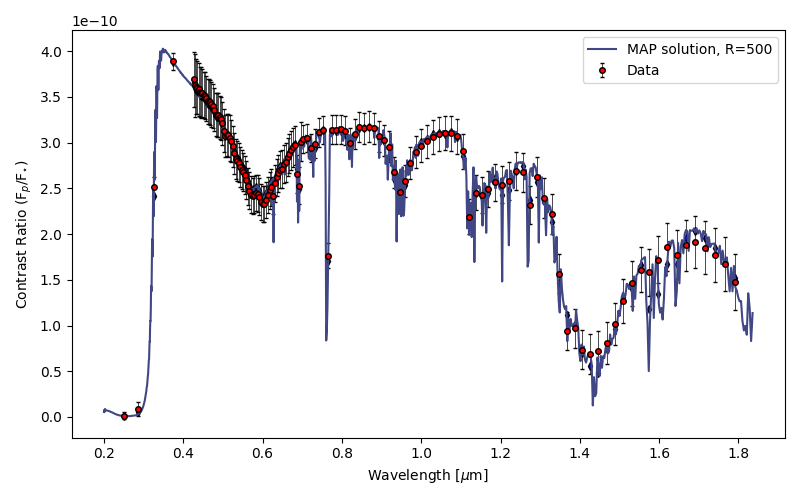 1e−10
MAP solution, R=500
Data
Contrast Ratio (Fp/F⋆)
4.0
3.5
3.0
2.5
2.0
1.5
1.0
0.5
0.0
0.2 0.4 0.6 0.8 1.0 1.2 1.4 1.6 1.8
Wavelength [μm]